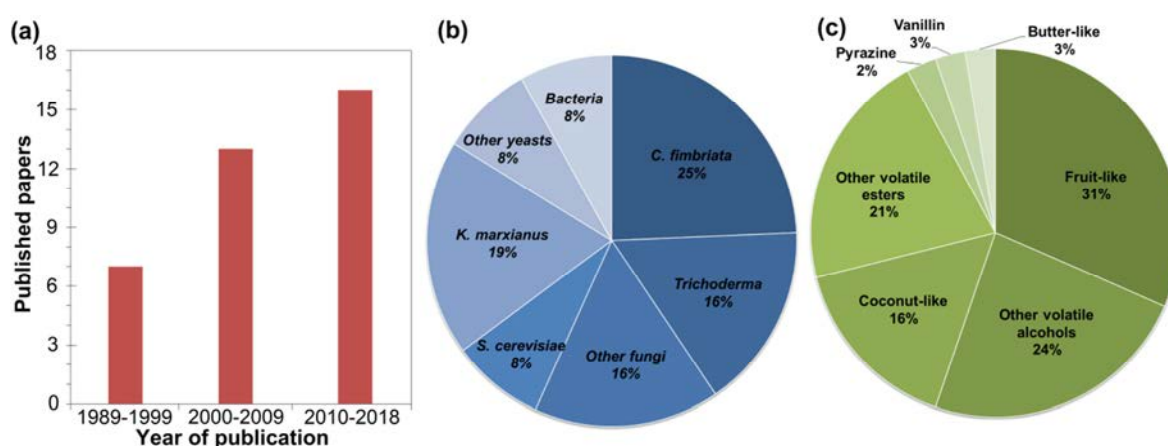 (a)
18
15
12
9
6
3
0
Published papers
1989-1999 2000-2009 2010-2018
Year of publication
(b)
Bacteria
8%
Other yeasts
8%
C. fimbriata
25%
K. marxianus
19%
Trichoderma
16%
S. cerevisiae
8%
Other fungi
16%
(c)
Vanillin
3%
Butter-like
3%
Pyrazine
2%
Fruit-like
31%
Other volatile
esters
21%
Coconut-like
16%
Other volatile
alcohols
24%